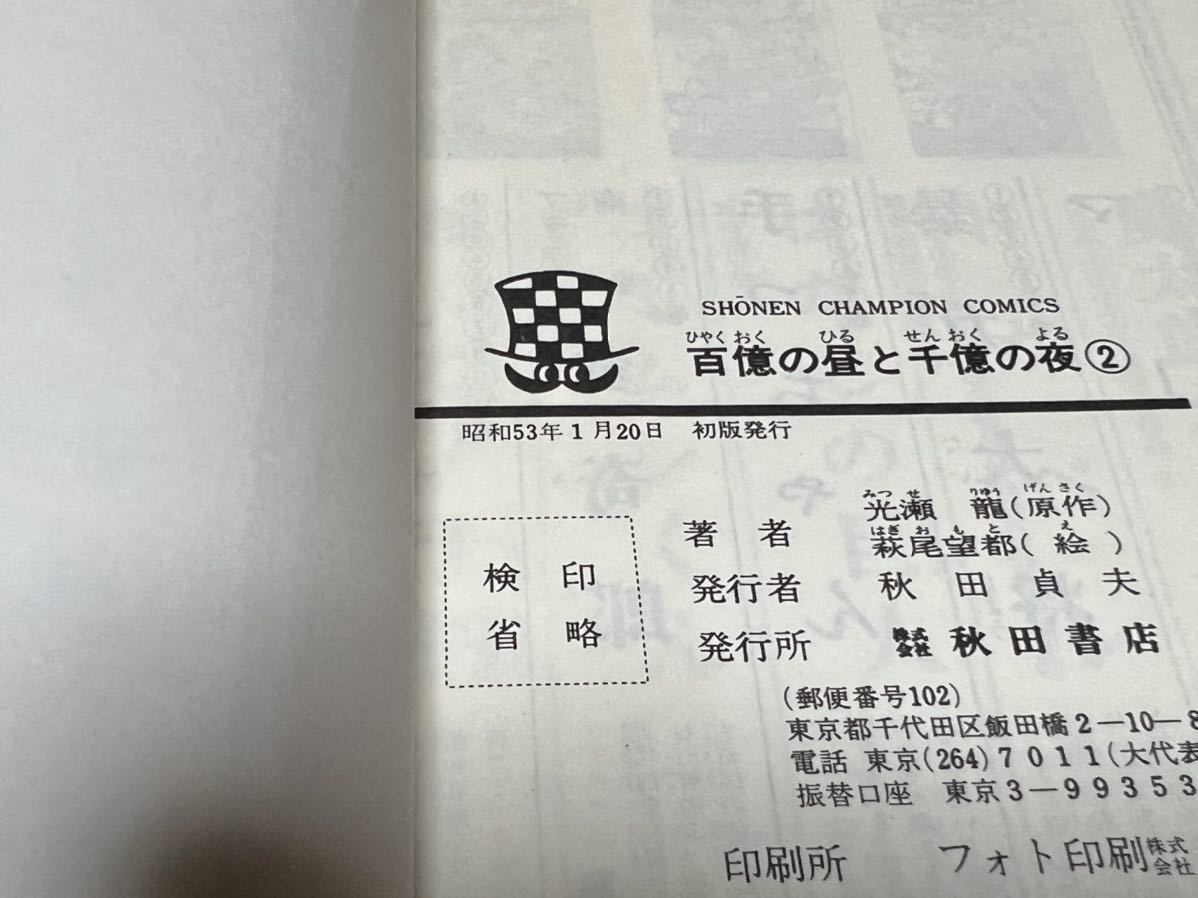 SHŌNEN CHAMPION COMICS
ひゃく おく ひる せん おく よる
百億の昼と千億の夜②
昭和53年1月20日 初版発行
検印
省略
みつ せ りゅう げん さく
著者 光瀬 龍(原作)
はぎ お も と え
萩尾望都(絵)
発行者 秋田貞夫
発行所 株式会社 秋田書店
(郵便番号102)
東京都千代田区飯田橋2―10―8
電話 東京(264)7011(大代表
振替口座 東京3―99353
印刷所 フォト印刷株式会社